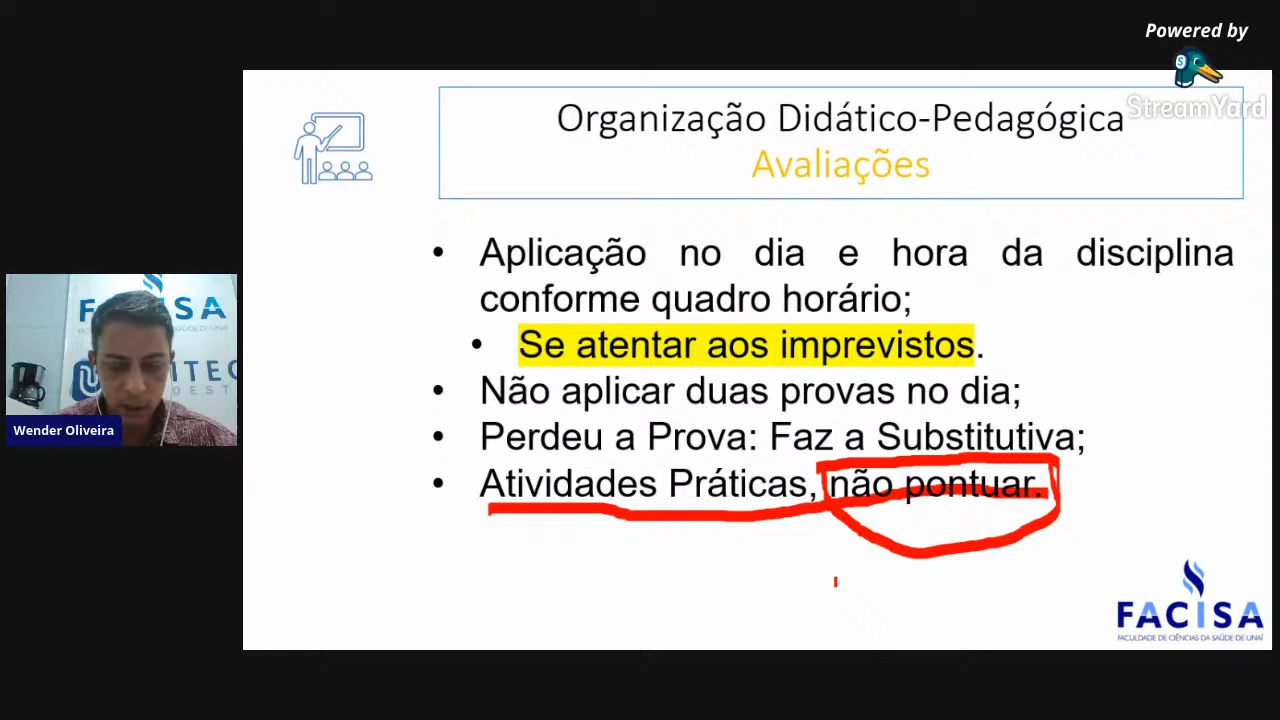 Powered by
StreamYard
Organização Didático-Pedagógica
Avaliações
• Aplicação no dia e hora da disciplina
conforme quadro horário;
• Se atentar aos imprevistos.
• Não aplicar duas provas no dia;
• Perdeu a Prova: Faz a Substitutiva;
• Atividades Práticas, não pontuar.
FACISA
Wender Oliveira
FACISA
FACULDADE DE CIÊNCIAS DA SAÚDE DE UNAÍ